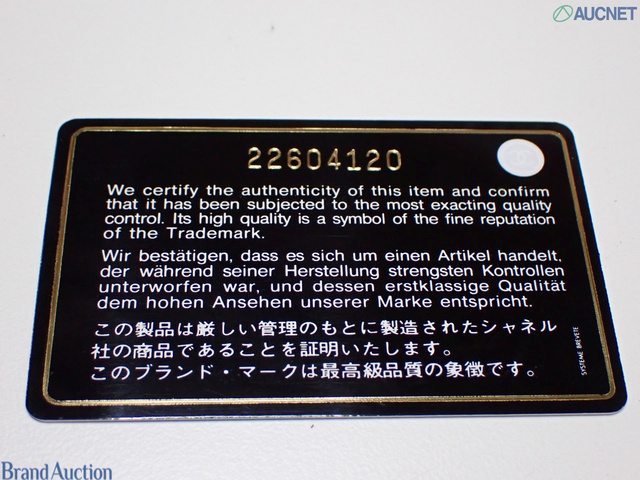 AUCNET
22604120
We certify the authenticity of this item and confirm
that it has been subjected to the most exacting quality
control. Its high quality is a symbol of the fine reputation
of the Trademark.
Wir bestätigen, dass es sich um einen Artikel handelt,
der während seiner Herstellung strengsten Kontrollen
unterworfen war, und dessen erstklassige Qualität
dem hohen Ansehen unserer Marke entspricht.
この製品は厳しい管理のもとに製造されたシャネル
社の商品であることを証明いたします。
このブランド・マークは最高級品質の象徴です。
SYSTEME BREVETE
Brand Auction